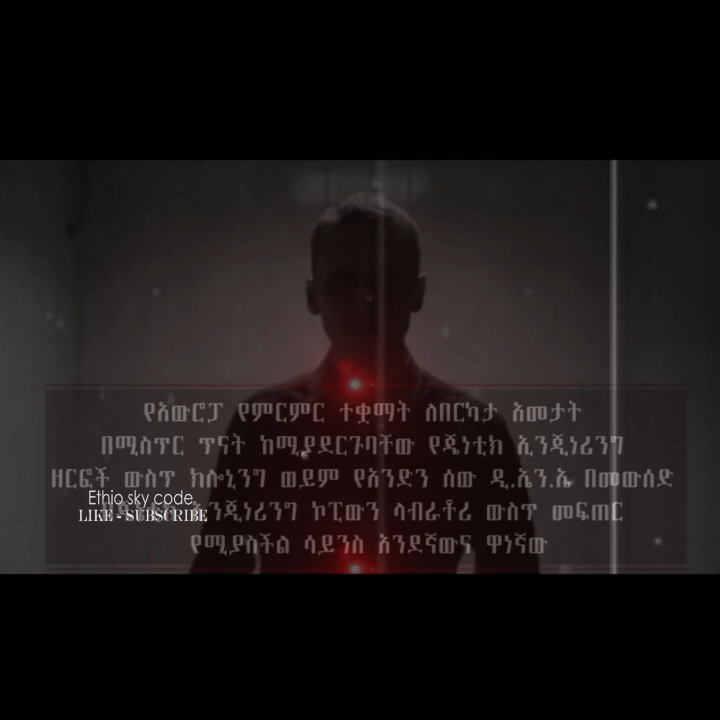 የአውሮፓ የምርምር ተቋማት ለበርካታ አመታት
በሚስጥር ጥናት ከሚያደርጉባቸው የጄነቲክ ኢንጂነሪንግ
ዘርፎች ውስጥ ክሎኒንግ ወይም የአንድን ሰው ዲ.ኤን.ኤ በመውሰድ
Ethio sky code.
ኢንጂነሪንግ ኮፒውን ላብራቶሪ ውስጥ መፍጠር
LIKE - SUBSCRIBE
የሚያስችል ሳይንስ አንደኛውና ዋነኛው